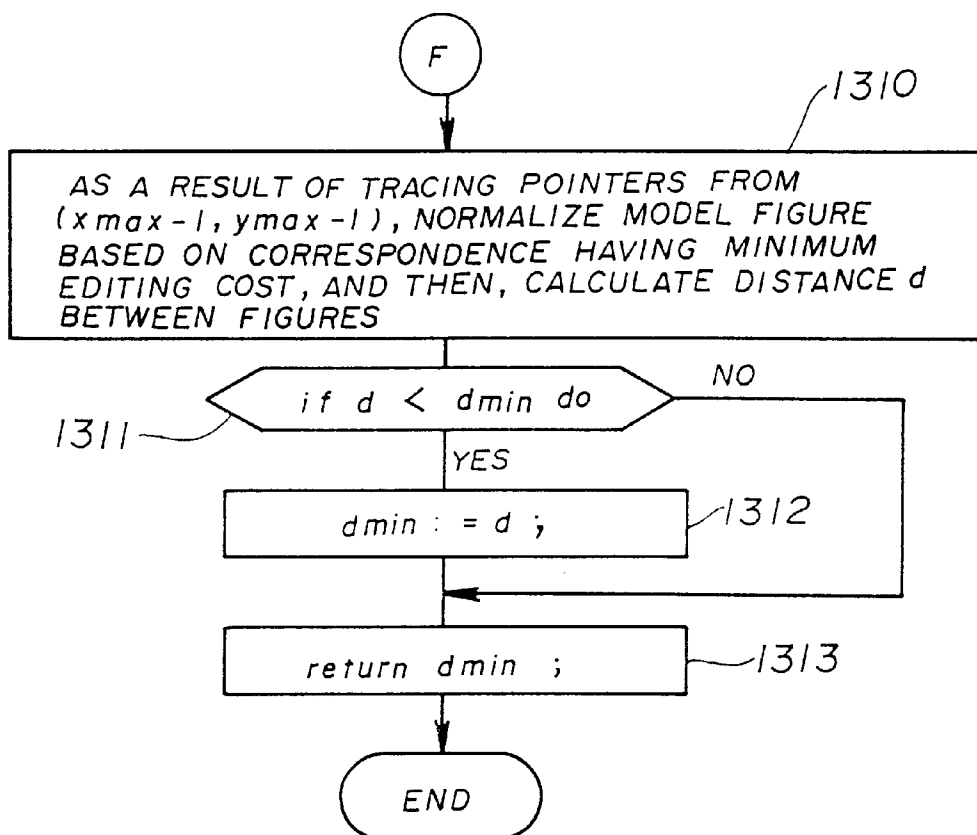 F
1310
AS A RESULT OF TRACING POINTERS FROM
(xmax-1, ymax-1), NORMALIZE MODEL FIGURE
BASED ON CORRESPONDENCE HAVING MINIMUM
EDITING COST, AND THEN, CALCULATE DISTANCE d
BETWEEN FIGURES
if d < dmin do
NO
1311
YES
dmin := d ;
1312
return dmin ;
1313
END